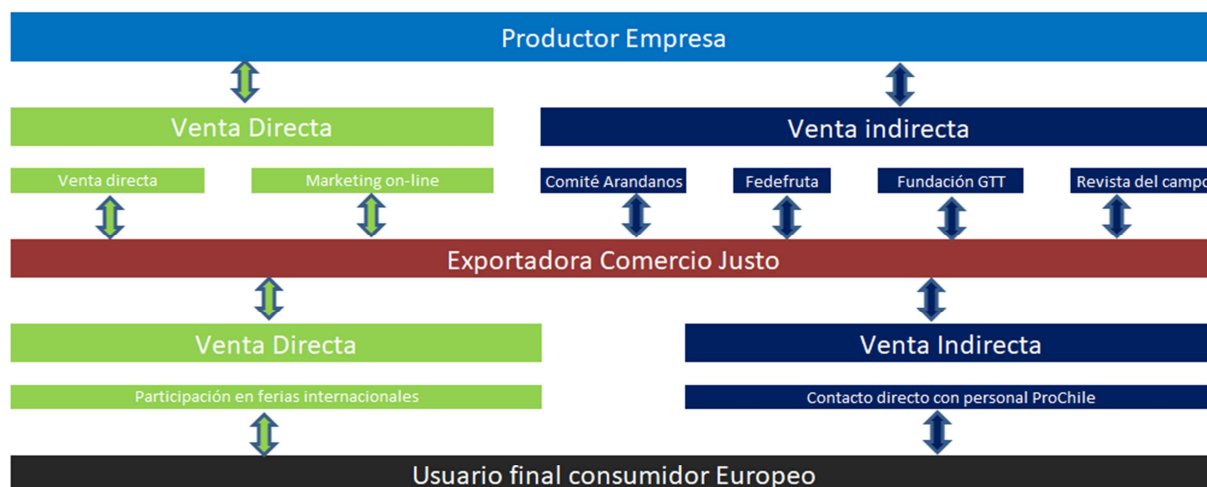 Productor Empresa
Venta Directa
Venta indirecta
Venta directa
Marketing on-line
Comité Arandanos
Fedefruta
Fundación GTT
Revista del campo
Exportadora Comercio Justo
Venta Directa
Venta Indirecta
Participación en ferias internacionales
Contacto directo con personal ProChile
Usuario final consumidor Europeo